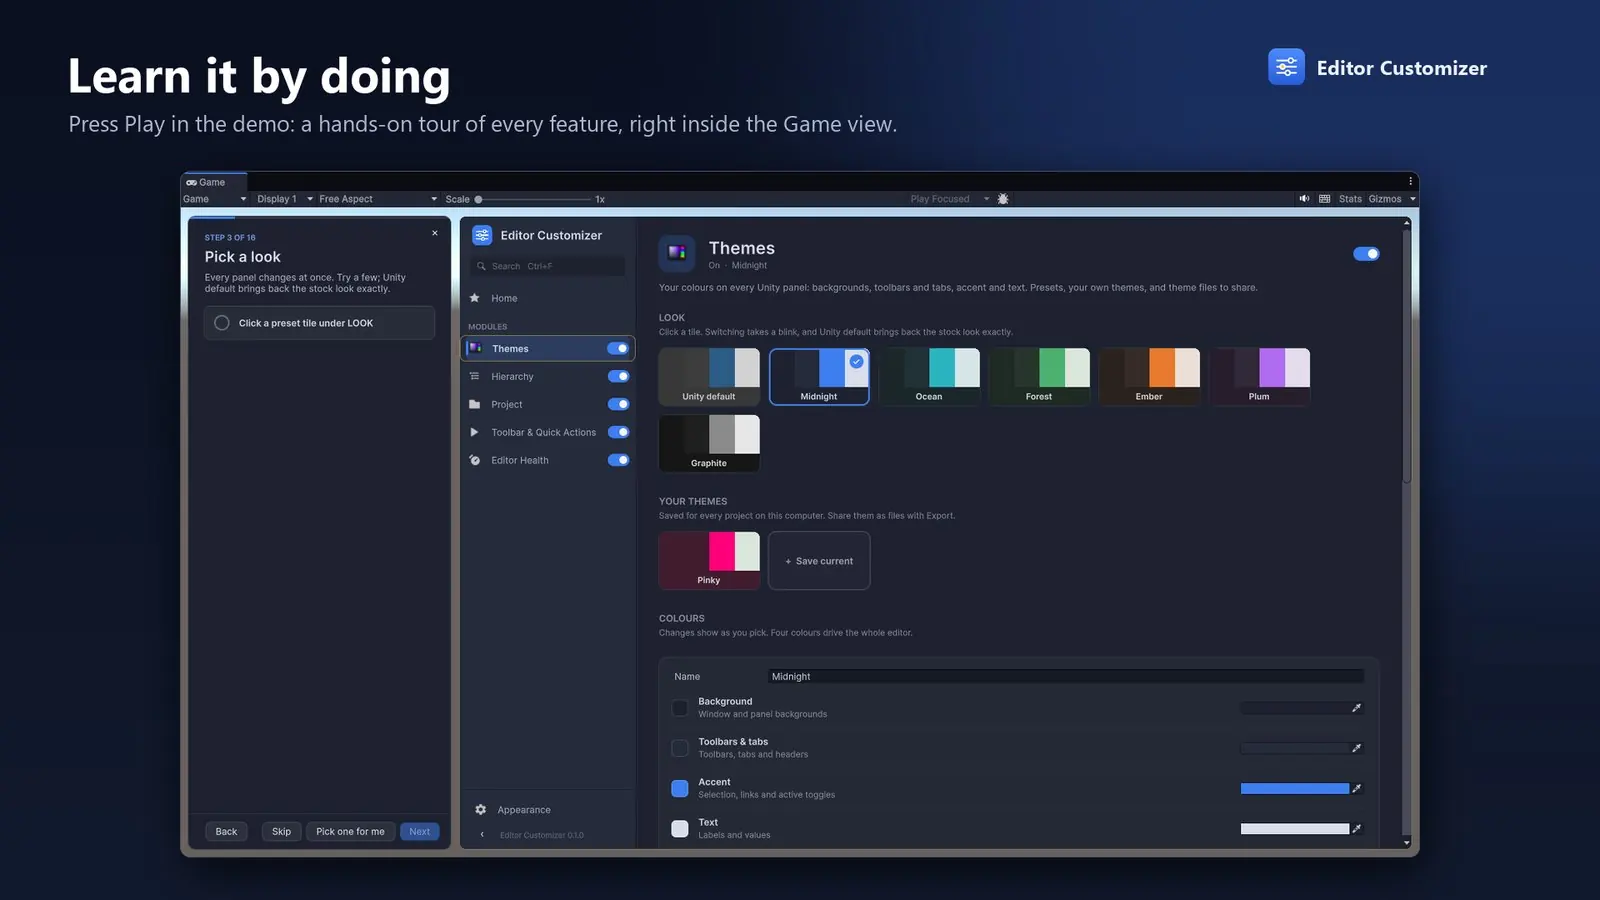 Learn it by doing
Press Play in the demo: a hands-on tour of every feature, right inside the Game view.
Editor Customizer
Game
Game
Display 1
Free Aspect
Scale
1x
Play Focused
Stats
Gizmos
STEP 3 OF 16
Pick a look
Every panel changes at once. Try a few; Unity
default brings back the stock look exactly.
Click a preset tile under LOOK
Back
Skip
Pick one for me
Next
Editor Customizer
Search Ctrl+F
Home
MODULES
Themes
Hierarchy
Project
Toolbar & Quick Actions
Editor Health
Appearance
Editor Customizer 0.1.0
Themes
On · Midnight
Your colours on every Unity panel: backgrounds, toolbars and tabs, accent and text. Presets, your own themes, and theme files to share.
LOOK
Click a tile. Switching takes a blink, and Unity default brings back the stock look exactly.
Unity default
Midnight
Ocean
Forest
Ember
Plum
Graphite
YOUR THEMES
Saved for every project on this computer. Share them as files with Export.
Pinky
+ Save current
COLOURS
Changes show as you pick. Four colours drive the whole editor.
Name
Midnight
Background
Window and panel backgrounds
Toolbars & tabs
Toolbars, tabs and headers
Accent
Selection, links and active toggles
Text
Labels and values